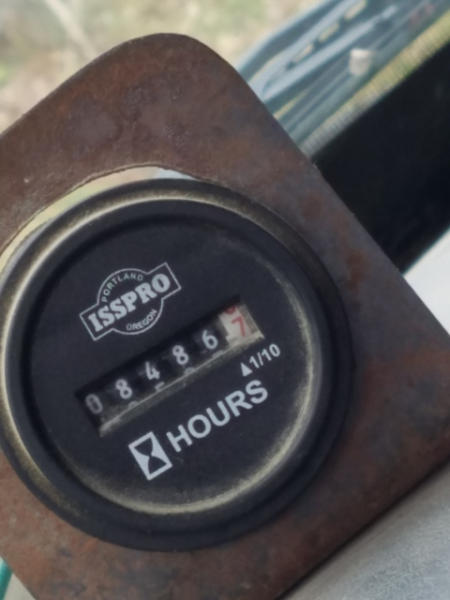 PORTLAND
ISSPRO
OREGON
084867
▲1/10
HOURS